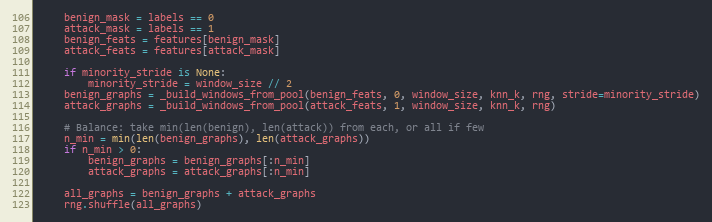 106 benign_mask = labels == 0
107 attack_mask = labels == 1
108 benign_feats = features[benign_mask]
109 attack_feats = features[attack_mask]
110
111 if minority_stride is None:
112 minority_stride = window_size // 2
113 benign_graphs = _build_windows_from_pool(benign_feats, 0, window_size, knn_k, rng, stride=minority_stride)
114 attack_graphs = _build_windows_from_pool(attack_feats, 1, window_size, knn_k, rng)
115
116 # Balance: take min(len(benign), len(attack)) from each, or all if few
117 n_min = min(len(benign_graphs), len(attack_graphs))
118 if n_min > 0:
119 benign_graphs = benign_graphs[:n_min]
120 attack_graphs = attack_graphs[:n_min]
121
122 all_graphs = benign_graphs + attack_graphs
123 rng.shuffle(all_graphs)